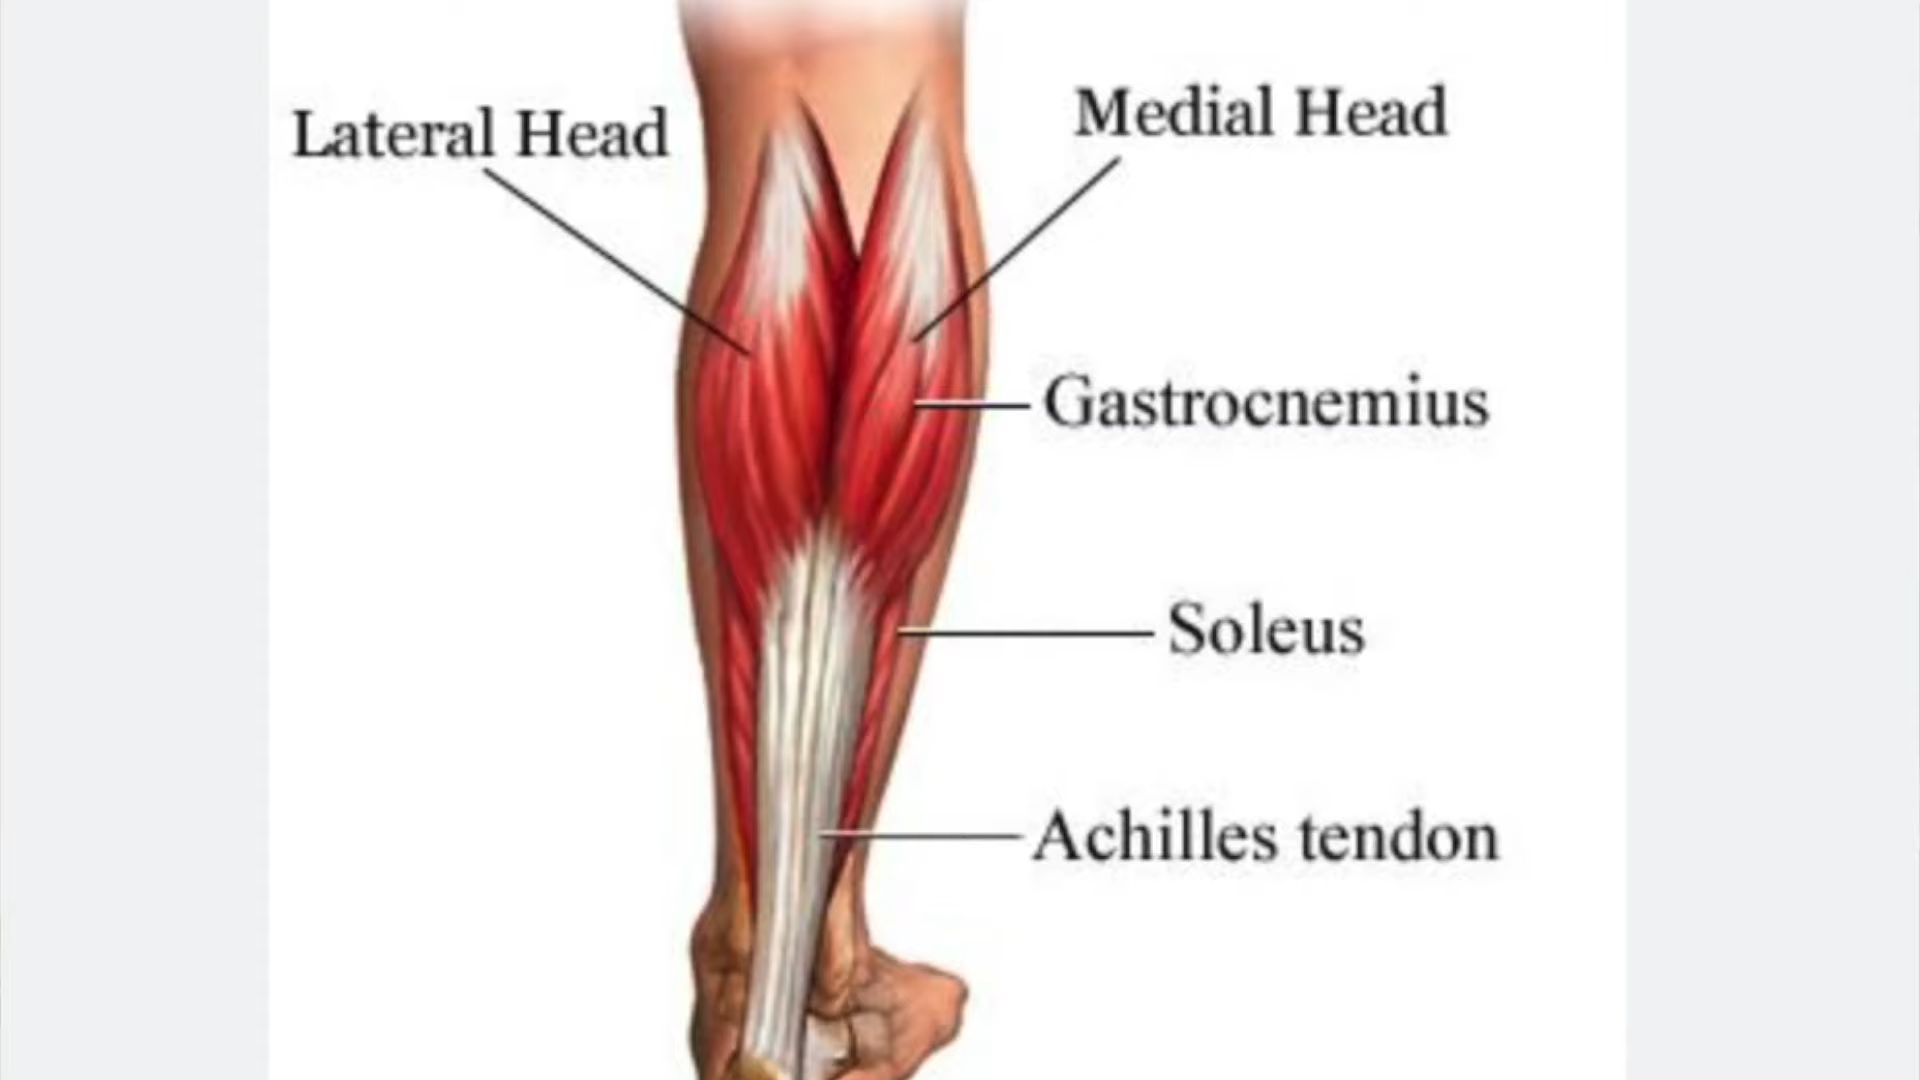 Lateral Head
Medial Head
Gastrocnemius
Soleus
Achilles tendon